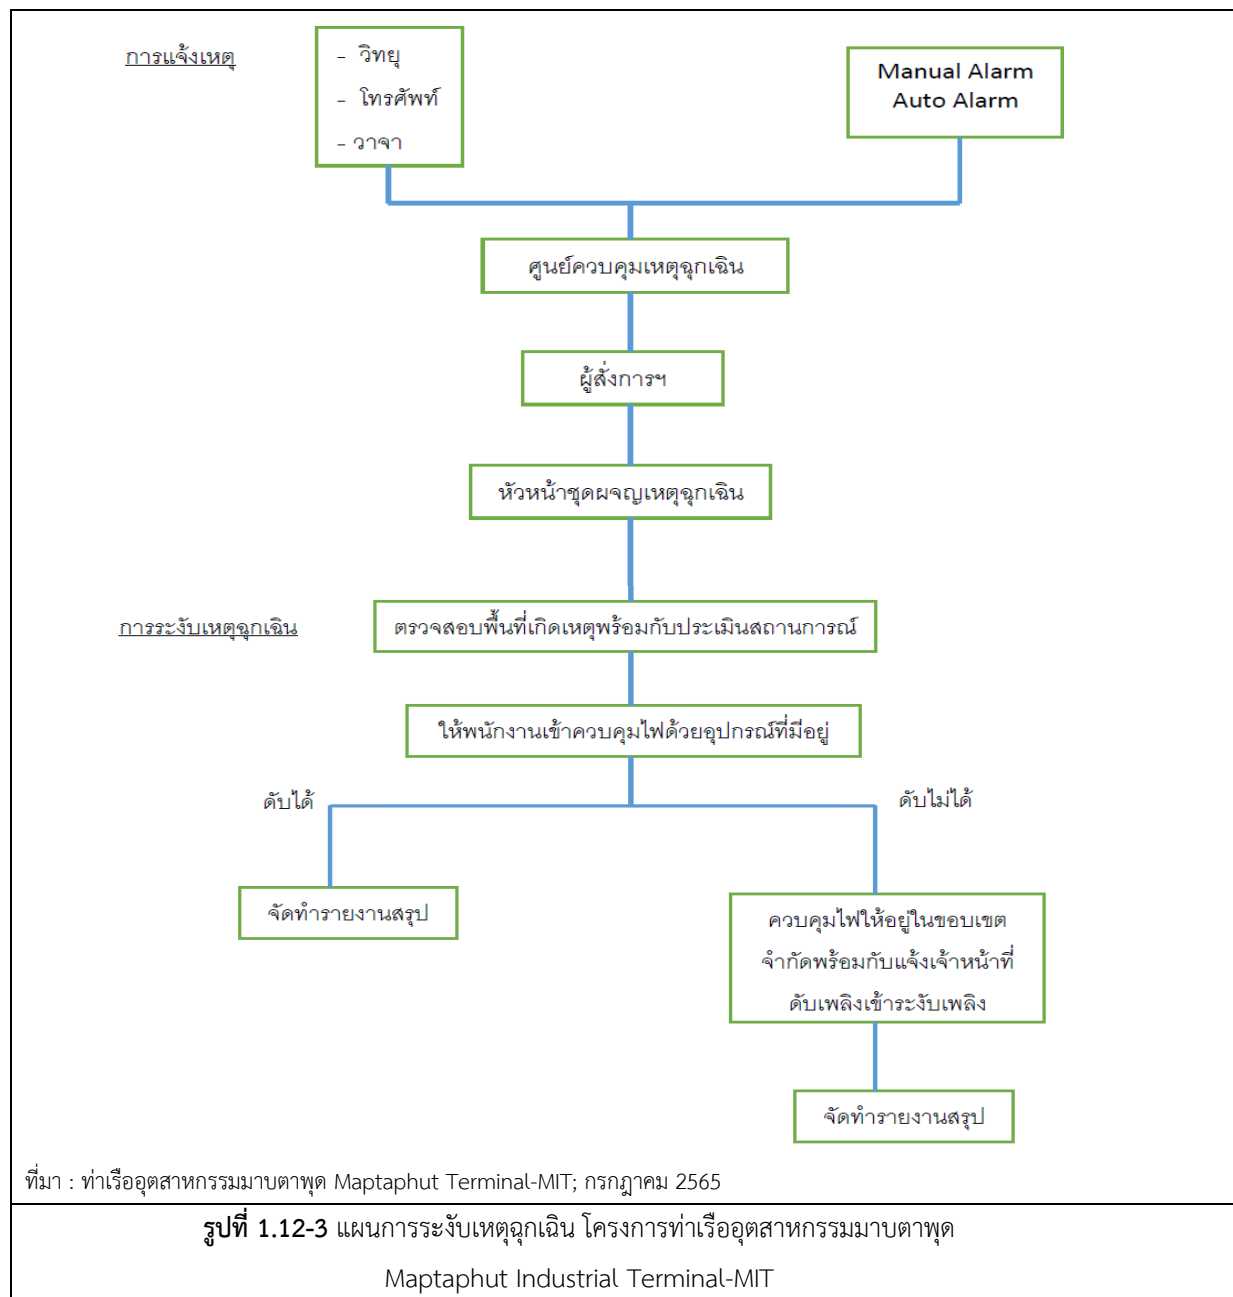 การแจ้งเหตุ
- วิทยุ
- โทรศัพท์
- วาจา
Manual Alarm
Auto Alarm
ศูนย์ควบคุมเหตุฉุกเฉิน
ผู้สั่งการฯ
หัวหน้าชุดผจญเหตุฉุกเฉิน
การระงับเหตุฉุกเฉิน
ตรวจสอบพื้นที่เกิดเหตุพร้อมกับประเมินสถานการณ์
ให้พนักงานเข้าควบคุมไฟด้วยอุปกรณ์ที่มีอยู่
ดับได้
ดับไม่ได้
จัดทำรายงานสรุป
ควบคุมไฟให้อยู่ในขอบเขต
จำกัดพร้อมกับแจ้งเจ้าหน้าที่
ดับเพลิงเข้าระงับเพลิง
จัดทำรายงานสรุป
ที่มา : ท่าเรืออุตสาหกรรมมาบตาพุด Maptaphut Terminal-MIT; กรกฎาคม 2565
รูปที่ 1.12-3 แผนการระงับเหตุฉุกเฉิน โครงการท่าเรืออุตสาหกรรมมาบตาพุด
Maptaphut Industrial Terminal-MIT